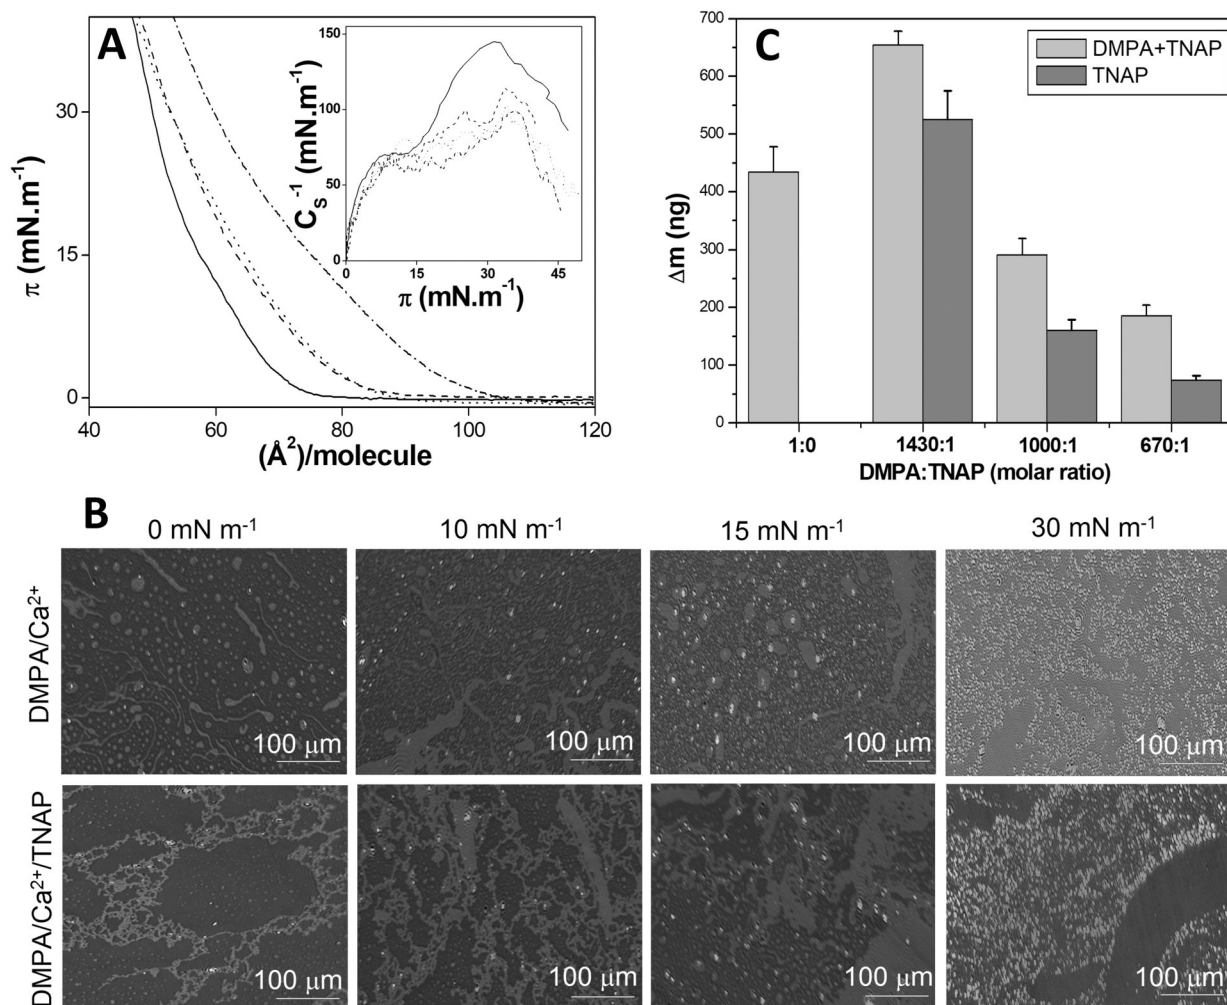 A
π (mN.m⁻¹)
30
15
0
40 60 80 100 120
(Å²)/molecule
Cₛ⁻¹ (mN.m⁻¹)
150
100
50
0
0 15 30 45
π (mN.m⁻¹)
C
Δm (ng)
700
600
500
400
300
200
100
0
DMPA+TNAP
TNAP
1:0 1430:1 1000:1 670:1
DMPA:TNAP (molar ratio)
B
0 mN m⁻¹ 10 mN m⁻¹ 15 mN m⁻¹ 30 mN m⁻¹
DMPA/Ca²⁺
100 μm 100 μm 100 μm 100 μm
DMPA/Ca²⁺/TNAP
100 μm 100 μm 100 μm 100 μm